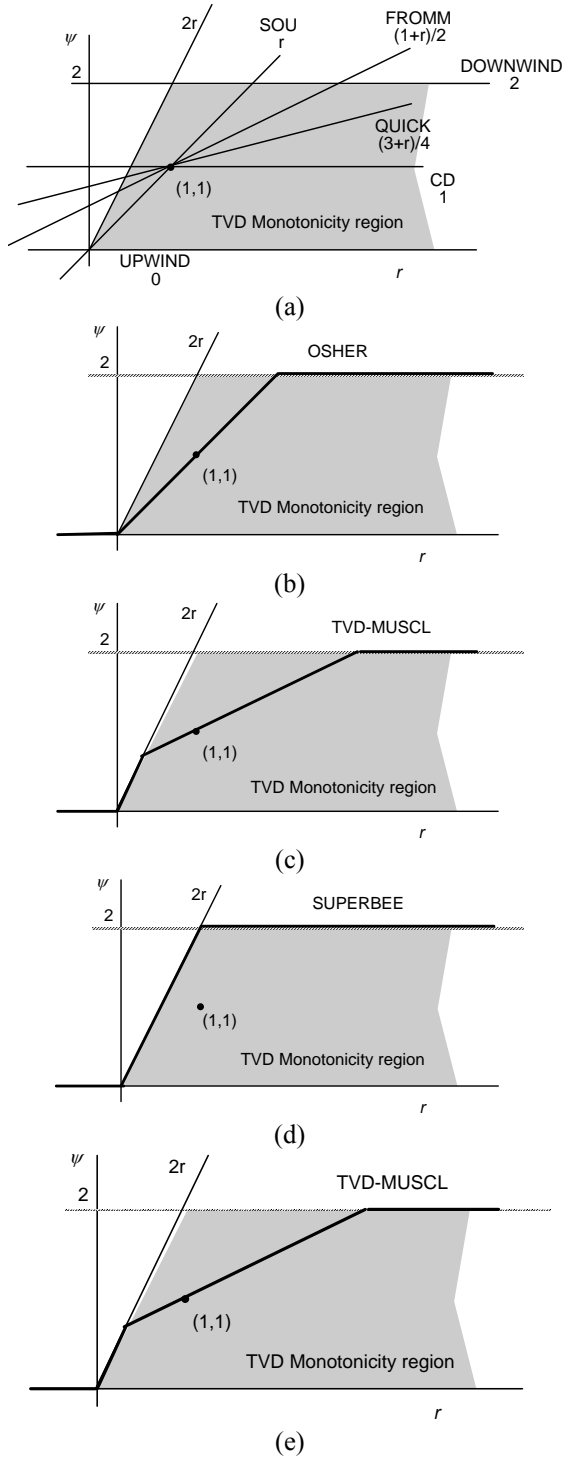 ψ
2r
SOU
r
FROMM
(1+r)/2
2
DOWNWIND
2
QUICK
(3+r)/4
(1,1)
CD
1
TVD Monotonicity region
UPWIND
0
r
(a)
ψ
2r
OSHER
2
(1,1)
TVD Monotonicity region
r
(b)
ψ
2r
TVD-MUSCL
2
(1,1)
TVD Monotonicity region
r
(c)
ψ
2r
SUPERBEE
2
(1,1)
TVD Monotonicity region
r
(d)
ψ
2r
TVD-MUSCL
2
(1,1)
TVD Monotonicity region
r
(e)